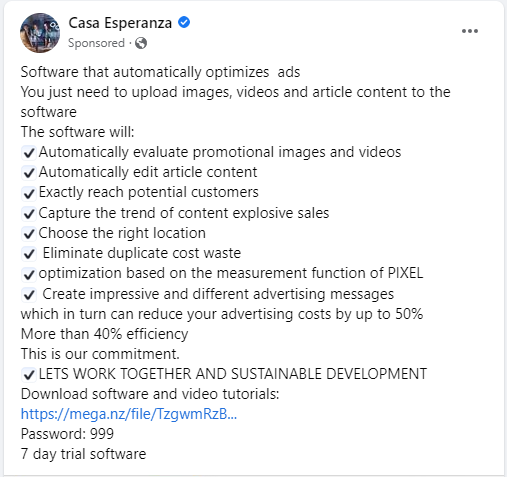 Casa Esperanza
Sponsored ·
Software that automatically optimizes ads
You just need to upload images, videos and article content to the
software
The software will:
✔Automatically evaluate promotional images and videos
✔Automatically edit article content
✔Exactly reach potential customers
✔Capture the trend of content explosive sales
✔Choose the right location
✔ Eliminate duplicate cost waste
✔optimization based on the measurement function of PIXEL
✔ Create impressive and different advertising messages
which in turn can reduce your advertising costs by up to 50%
More than 40% efficiency
This is our commitment.
✔LETS WORK TOGETHER AND SUSTAINABLE DEVELOPMENT
Download software and video tutorials:
https://mega.nz/file/TzgwmRzB...
Password: 999
7 day trial software